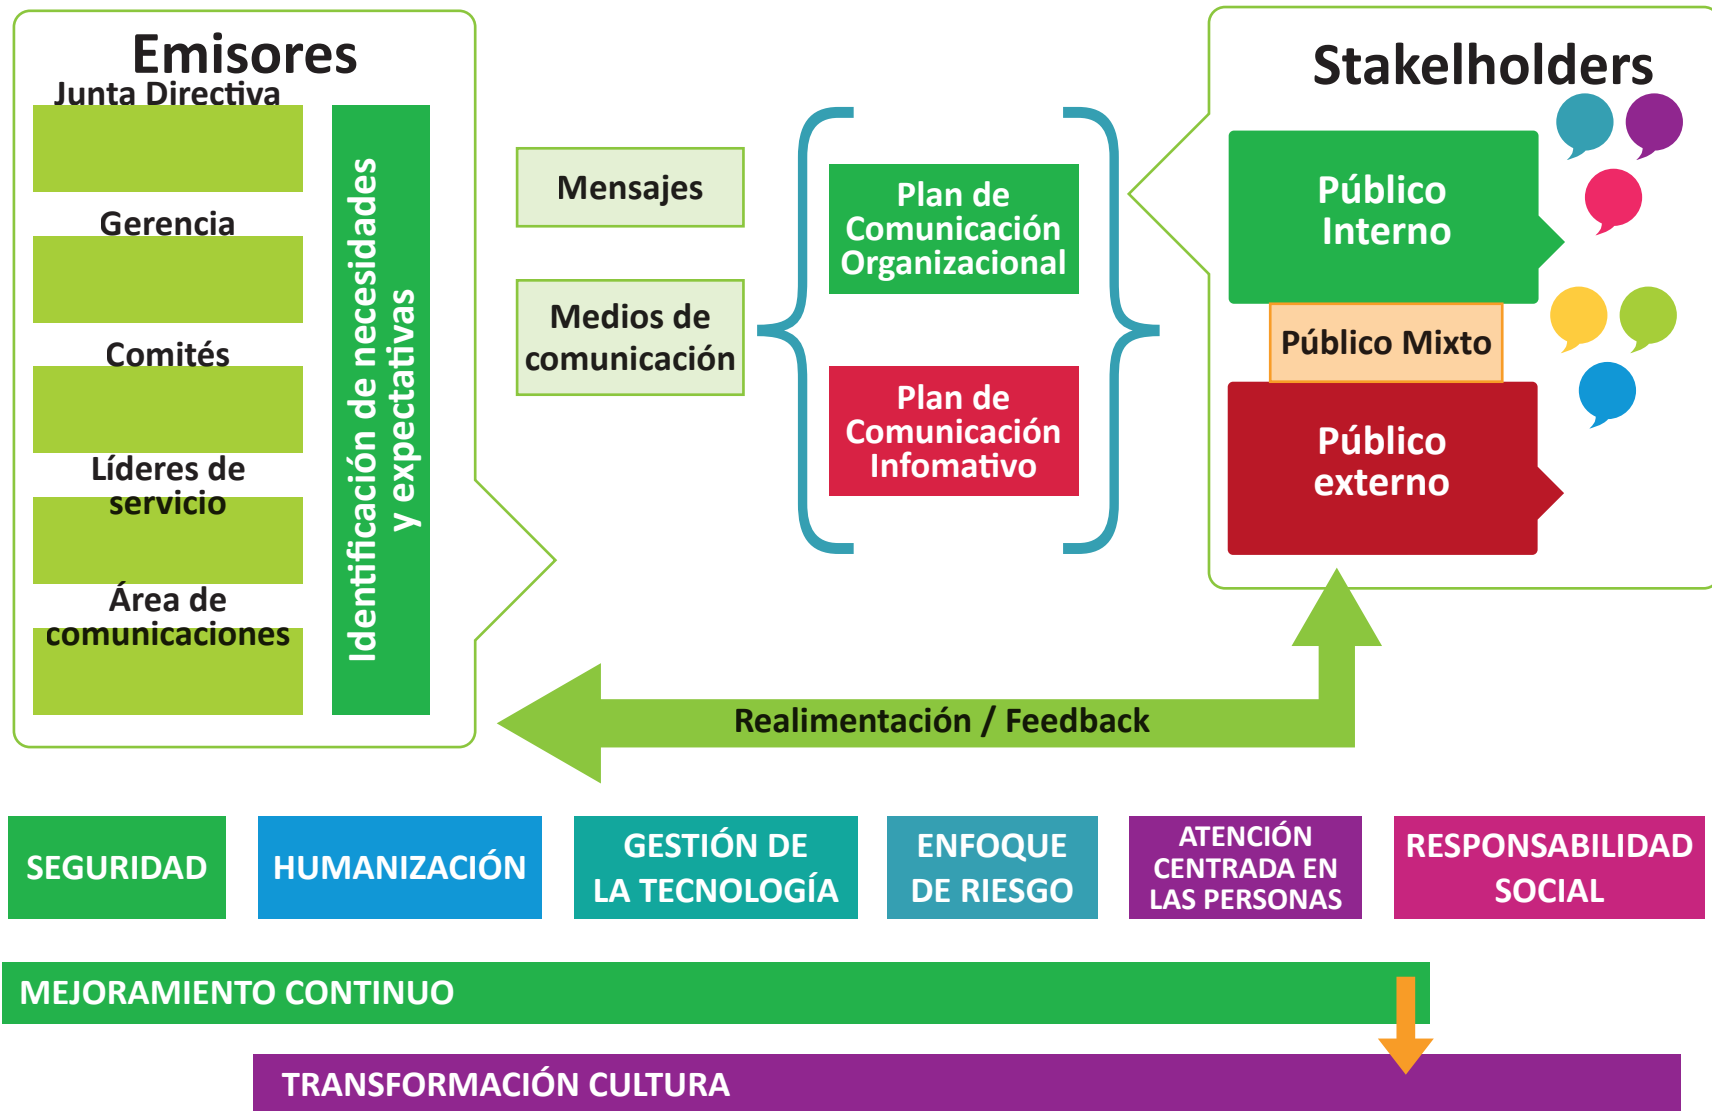 Emisores
Junta Directiva
Gerencia
Comités
Líderes de
servicio
Área de
comunicaciones
Identificación de necesidades
y expectativas
Mensajes
Medios de
comunicación
Plan de
Comunicación
Organizacional
Plan de
Comunicación
Infomativo
Stakelholders
Público
Interno
Público Mixto
Público
externo
Realimentación / Feedback
SEGURIDAD
HUMANIZACIÓN
GESTIÓN DE
LA TECNOLOGÍA
ENFOQUE
DE RIESGO
ATENCIÓN
CENTRADA EN
LAS PERSONAS
RESPONSABILIDAD
SOCIAL
MEJORAMIENTO CONTINUO
TRANSFORMACIÓN CULTURA